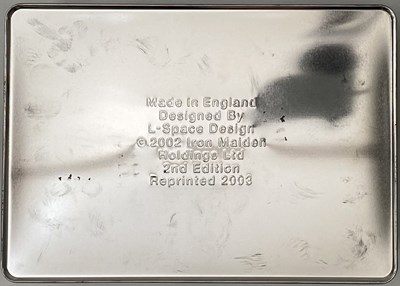 Made in England
Designed By
L-Space Design
© 2002 Iron Maiden
Holdings Ltd
2nd Edition
Reprinted 2003